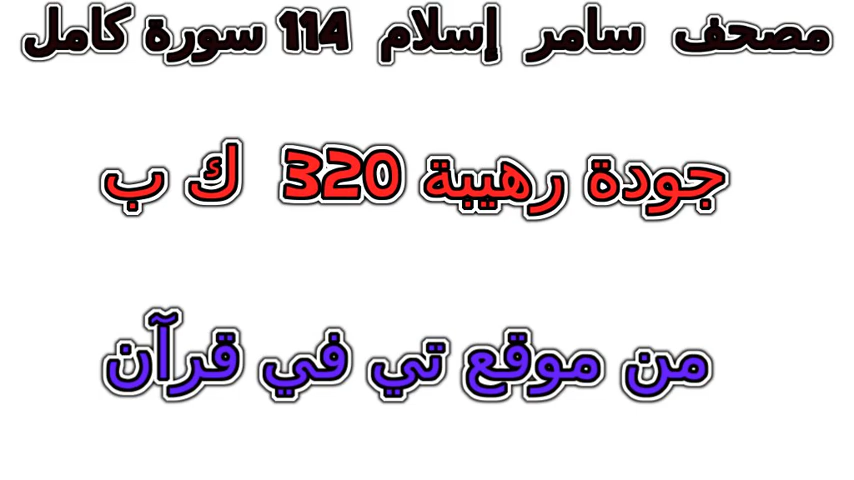 مصحف سامر إسلام 114 سورة كامل
جودة رهيبة 320 ك ب
من موقع تي في قرآن